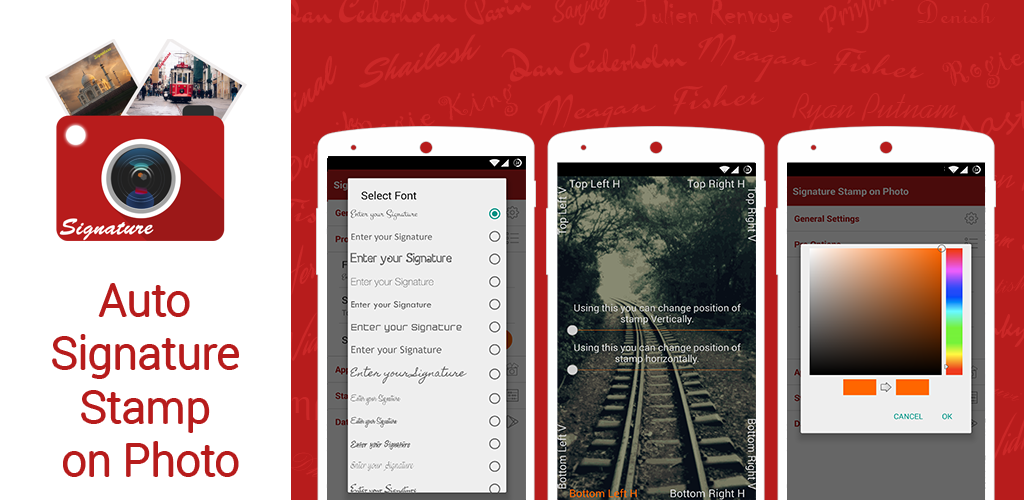 Signature
Auto
Signature
Stamp
on Photo
Dan Cederholm
Parin
Sanjay
Julien Renvoye
Denish
Shailesh
Dan Cederholm
Meagan Fisher
King
Meagan Fisher
Ryan Putnam
Select Font
Enter your Signature
Enter your Signature
Enter your Signature
Enter your Signature
Enter your Signature
Enter your Signature
Enter your Signature
Enter yourSignature
Enter your Signature
Enter your Signature
Enter your Signature
Enter your Signature
Enter your Signature
Top Left H
Top Right H
Top Left V
Top Right V
Using this you can change position of
stamp Vertically.
Using this you can change position of
stamp horizontally.
Bottom Left V
Bottom Right V
Bottom Left H
Bottom Right H
Signature Stamp on Photo
General Settings
Pro Options
CANCEL
OK